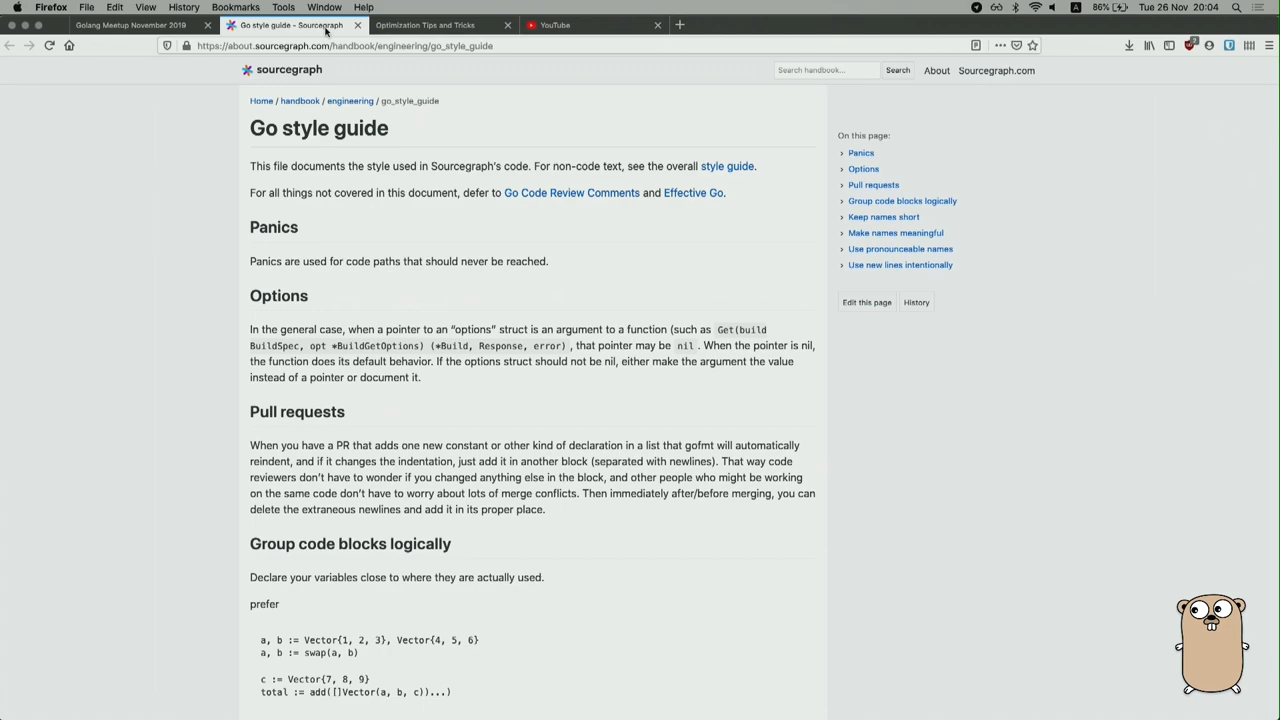 Firefox File Edit View History Bookmarks Tools Window Help 86% Tue 26 Nov 20:04
Golang Meetup November 2019 Go style guide - Sourcegraph Optimization Tips and Tricks YouTube
https://about.sourcegraph.com/handbook/engineering/go_style_guide
sourcegraph Search handbook... Search About Sourcegraph.com
Home / handbook / engineering / go_style_guide
Go style guide
This file documents the style used in Sourcegraph's code. For non-code text, see the overall style guide.
For all things not covered in this document, defer to Go Code Review Comments and Effective Go.
Panics
Panics are used for code paths that should never be reached.
Options
In the general case, when a pointer to an “options” struct is an argument to a function (such as Get(build
BuildSpec, opt *BuildGetOptions) (*Build, Response, error) , that pointer may be nil . When the pointer is nil,
the function does its default behavior. If the options struct should not be nil, either make the argument the value
instead of a pointer or document it.
Pull requests
When you have a PR that adds one new constant or other kind of declaration in a list that gofmt will automatically
reindent, and if it changes the indentation, just add it in another block (separated with newlines). That way code
reviewers don’t have to wonder if you changed anything else in the block, and other people who might be working
on the same code don’t have to worry about lots of merge conflicts. Then immediately after/before merging, you can
delete the extraneous newlines and add it in its proper place.
Group code blocks logically
Declare your variables close to where they are actually used.
prefer
a, b := Vector{1, 2, 3}, Vector{4, 5, 6}
a, b := swap(a, b)
c := Vector{7, 8, 9}
total := add([]Vector(a, b, c))...)
On this page:
Panics
Options
Pull requests
Group code blocks logically
Keep names short
Make names meaningful
Use pronounceable names
Use new lines intentionally
Edit this page History